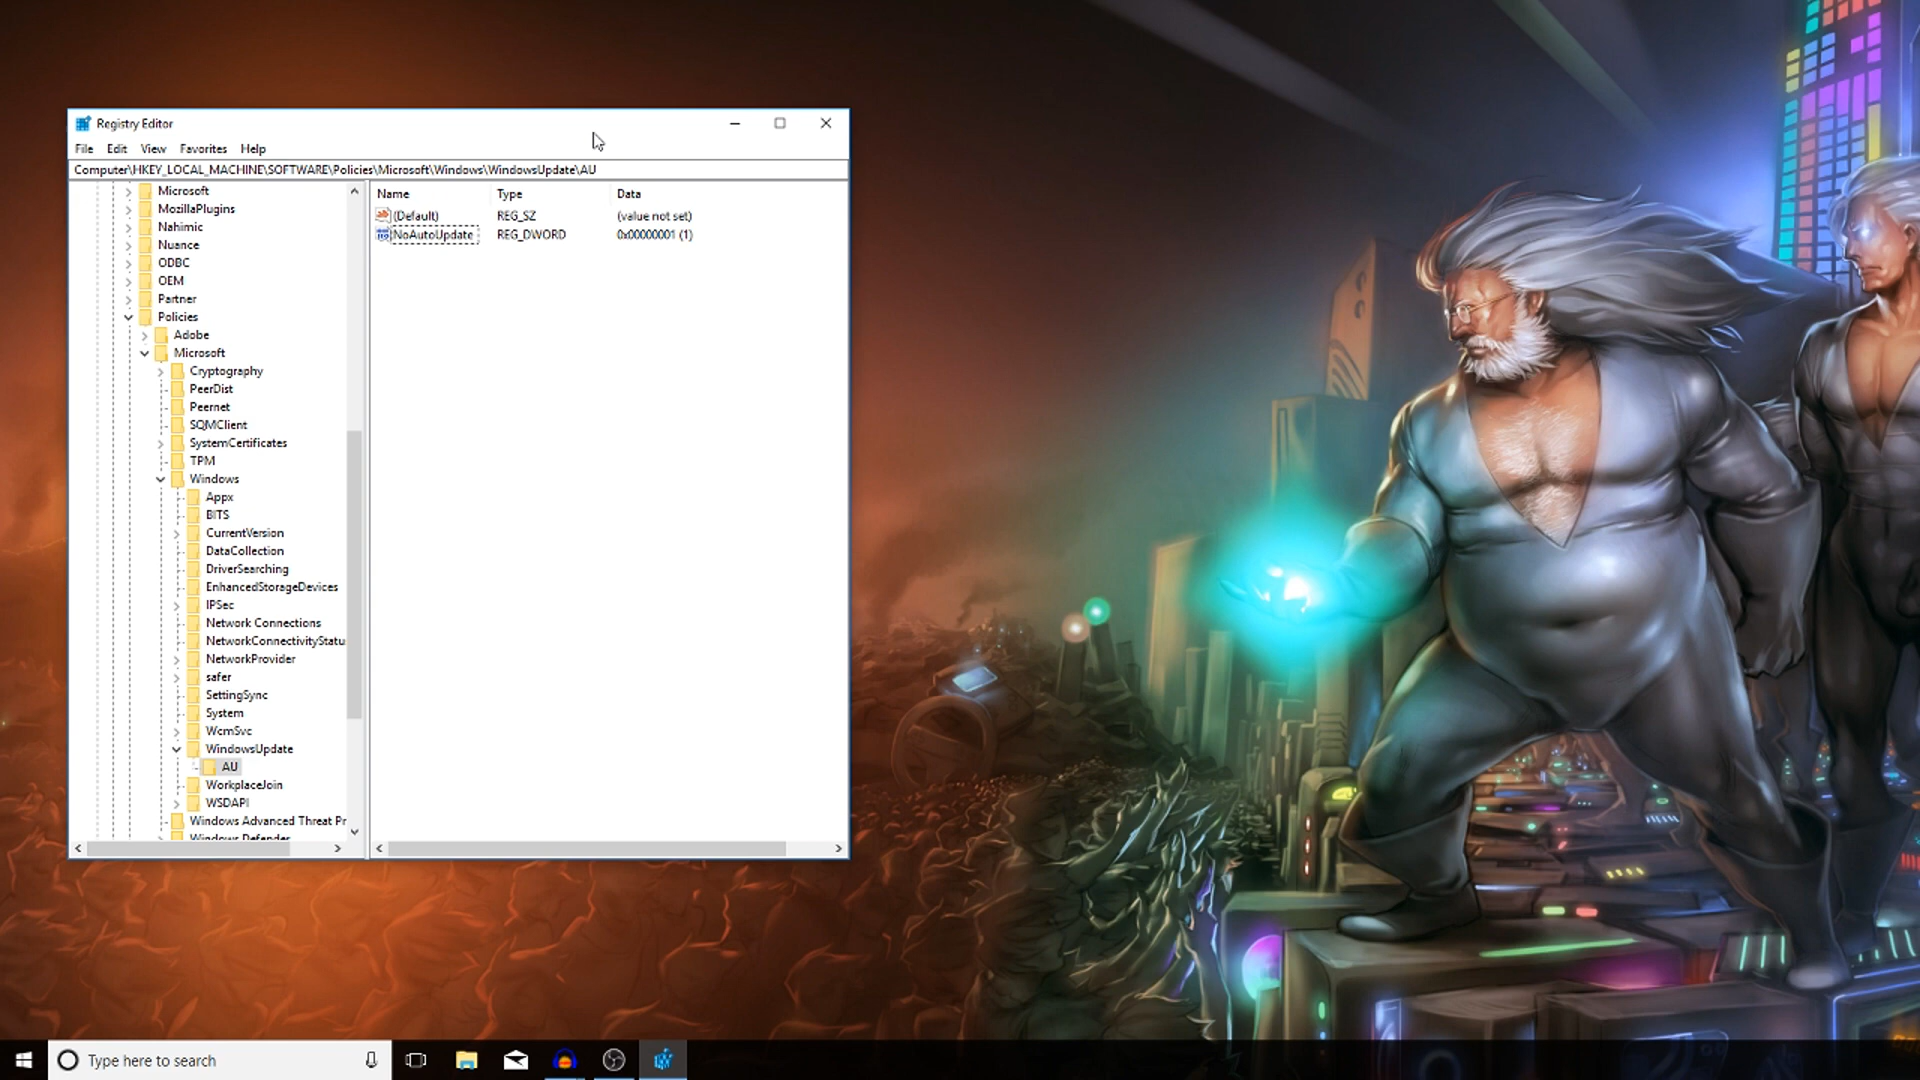 Registry Editor
File Edit View Favorites Help
Computer\HKEY_LOCAL_MACHINE\SOFTWARE\Policies\Microsoft\Windows\WindowsUpdate\AU
Name Type Data
(Default) REG_SZ (value not set)
NoAutoUpdate REG_DWORD 0x00000001 (1)
Microsoft
MozillaPlugins
Nahimic
Nuance
ODBC
OEM
Partner
Policies
Adobe
Microsoft
Cryptography
PeerDist
Peernet
SQMClient
SystemCertificates
TPM
Windows
Appx
BITS
CurrentVersion
DataCollection
DriverSearching
EnhancedStorageDevices
IPSec
Network Connections
NetworkConnectivityStatu
NetworkProvider
safer
SettingSync
System
WcmSvc
WindowsUpdate
AU
WorkplaceJoin
WSDAPI
Windows Advanced Threat Pr
Windows Defender
Type here to search